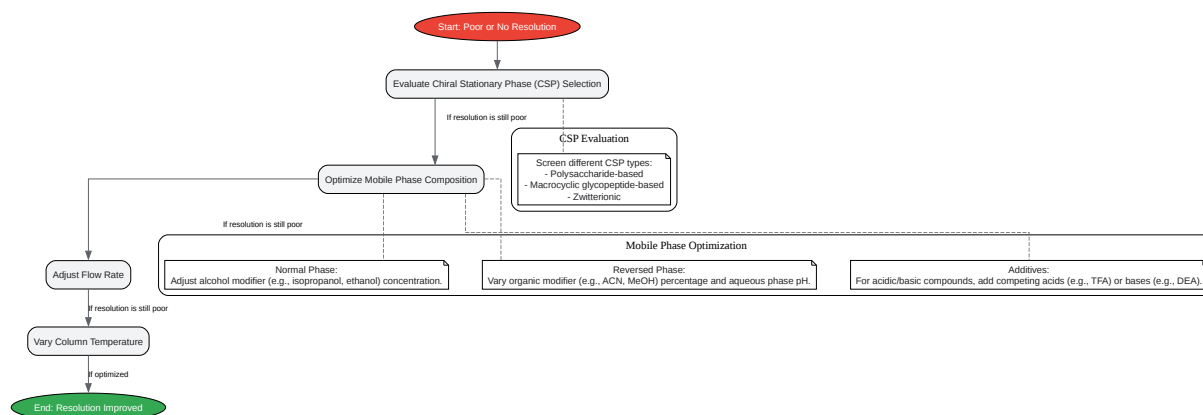 Start: Poor or No Resolution
Evaluate Chiral Stationary Phase (CSP) Selection
If resolution is still poor
CSP Evaluation
Screen different CSP types:
- Polysaccharide-based
- Macrocyclic glycopeptide-based
- Zwitterionic
Optimize Mobile Phase Composition
If resolution is still poor
Mobile Phase Optimization
Normal Phase:
Adjust alcohol modifier (e.g., isopropanol, ethanol) concentration.
Reversed Phase:
Vary organic modifier (e.g., ACN, MeOH) percentage and aqueous phase pH.
Additives:
For acidic/basic compounds, add competing acids (e.g., TFA) or bases (e.g., DEA).
Adjust Flow Rate
If resolution is still poor
Vary Column Temperature
If optimized
End: Resolution Improved